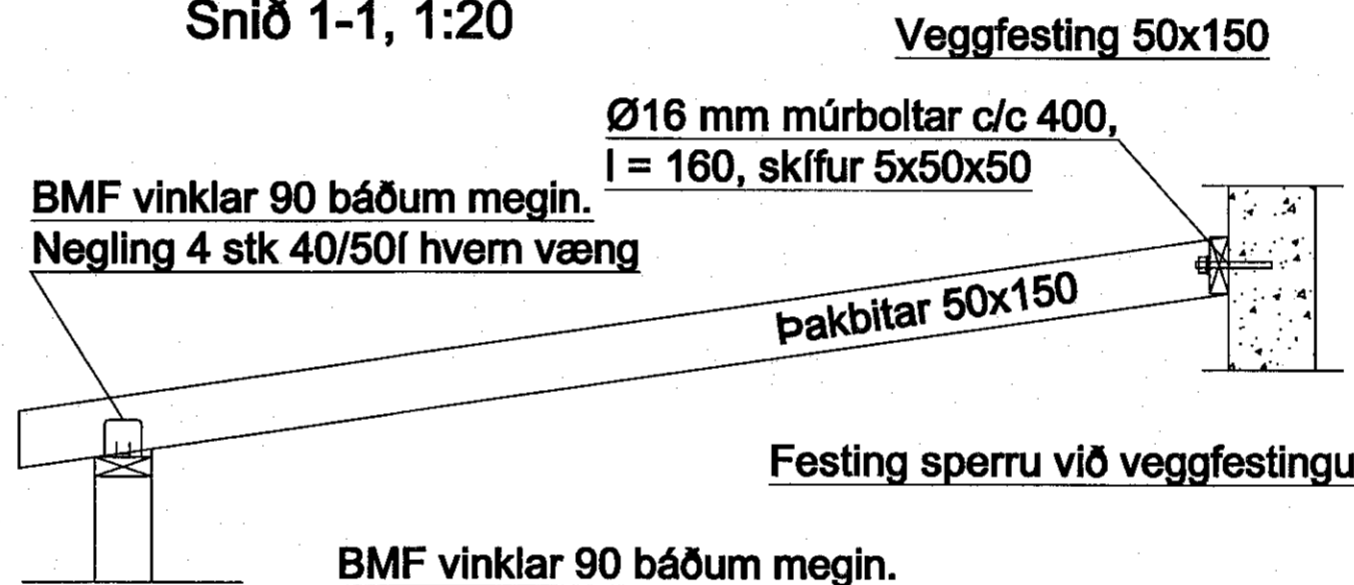 Snið 1-1, 1:20
Veggfesting 50x150
Ø16 mm múrboltar c/c 400,
l = 160, skífur 5x50x50
BMF vinklar 90 báðum megin.
Negling 4 stk 40/50í hvern væng
Þakbitar 50x150
Festing sperru við veggfestingu
BMF vinklar 90 báðum megin.